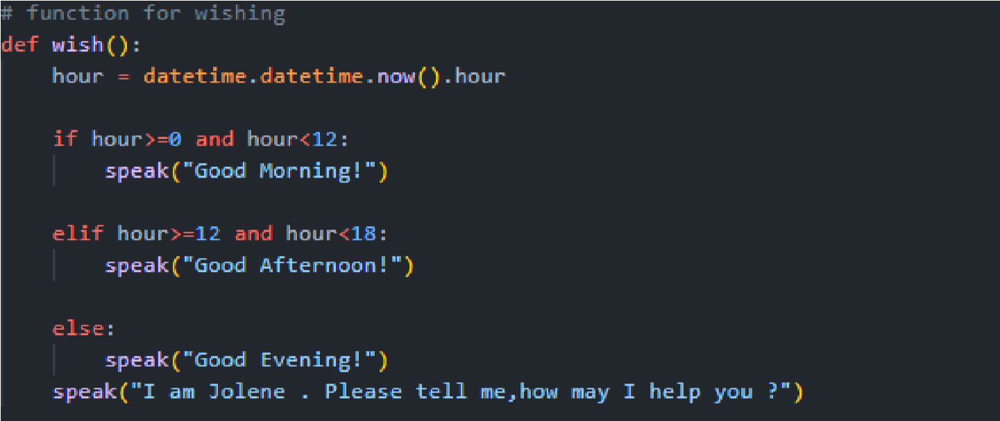 # function for wishing
def wish():
    hour = datetime.datetime.now().hour
    if hour>=0 and hour<12:
        speak("Good Morning!")
    elif hour>=12 and hour<18:
        speak("Good Afternoon!")
    else:
        speak("Good Evening!")
    speak("I am Jolene . Please tell me,how may I help you ?")